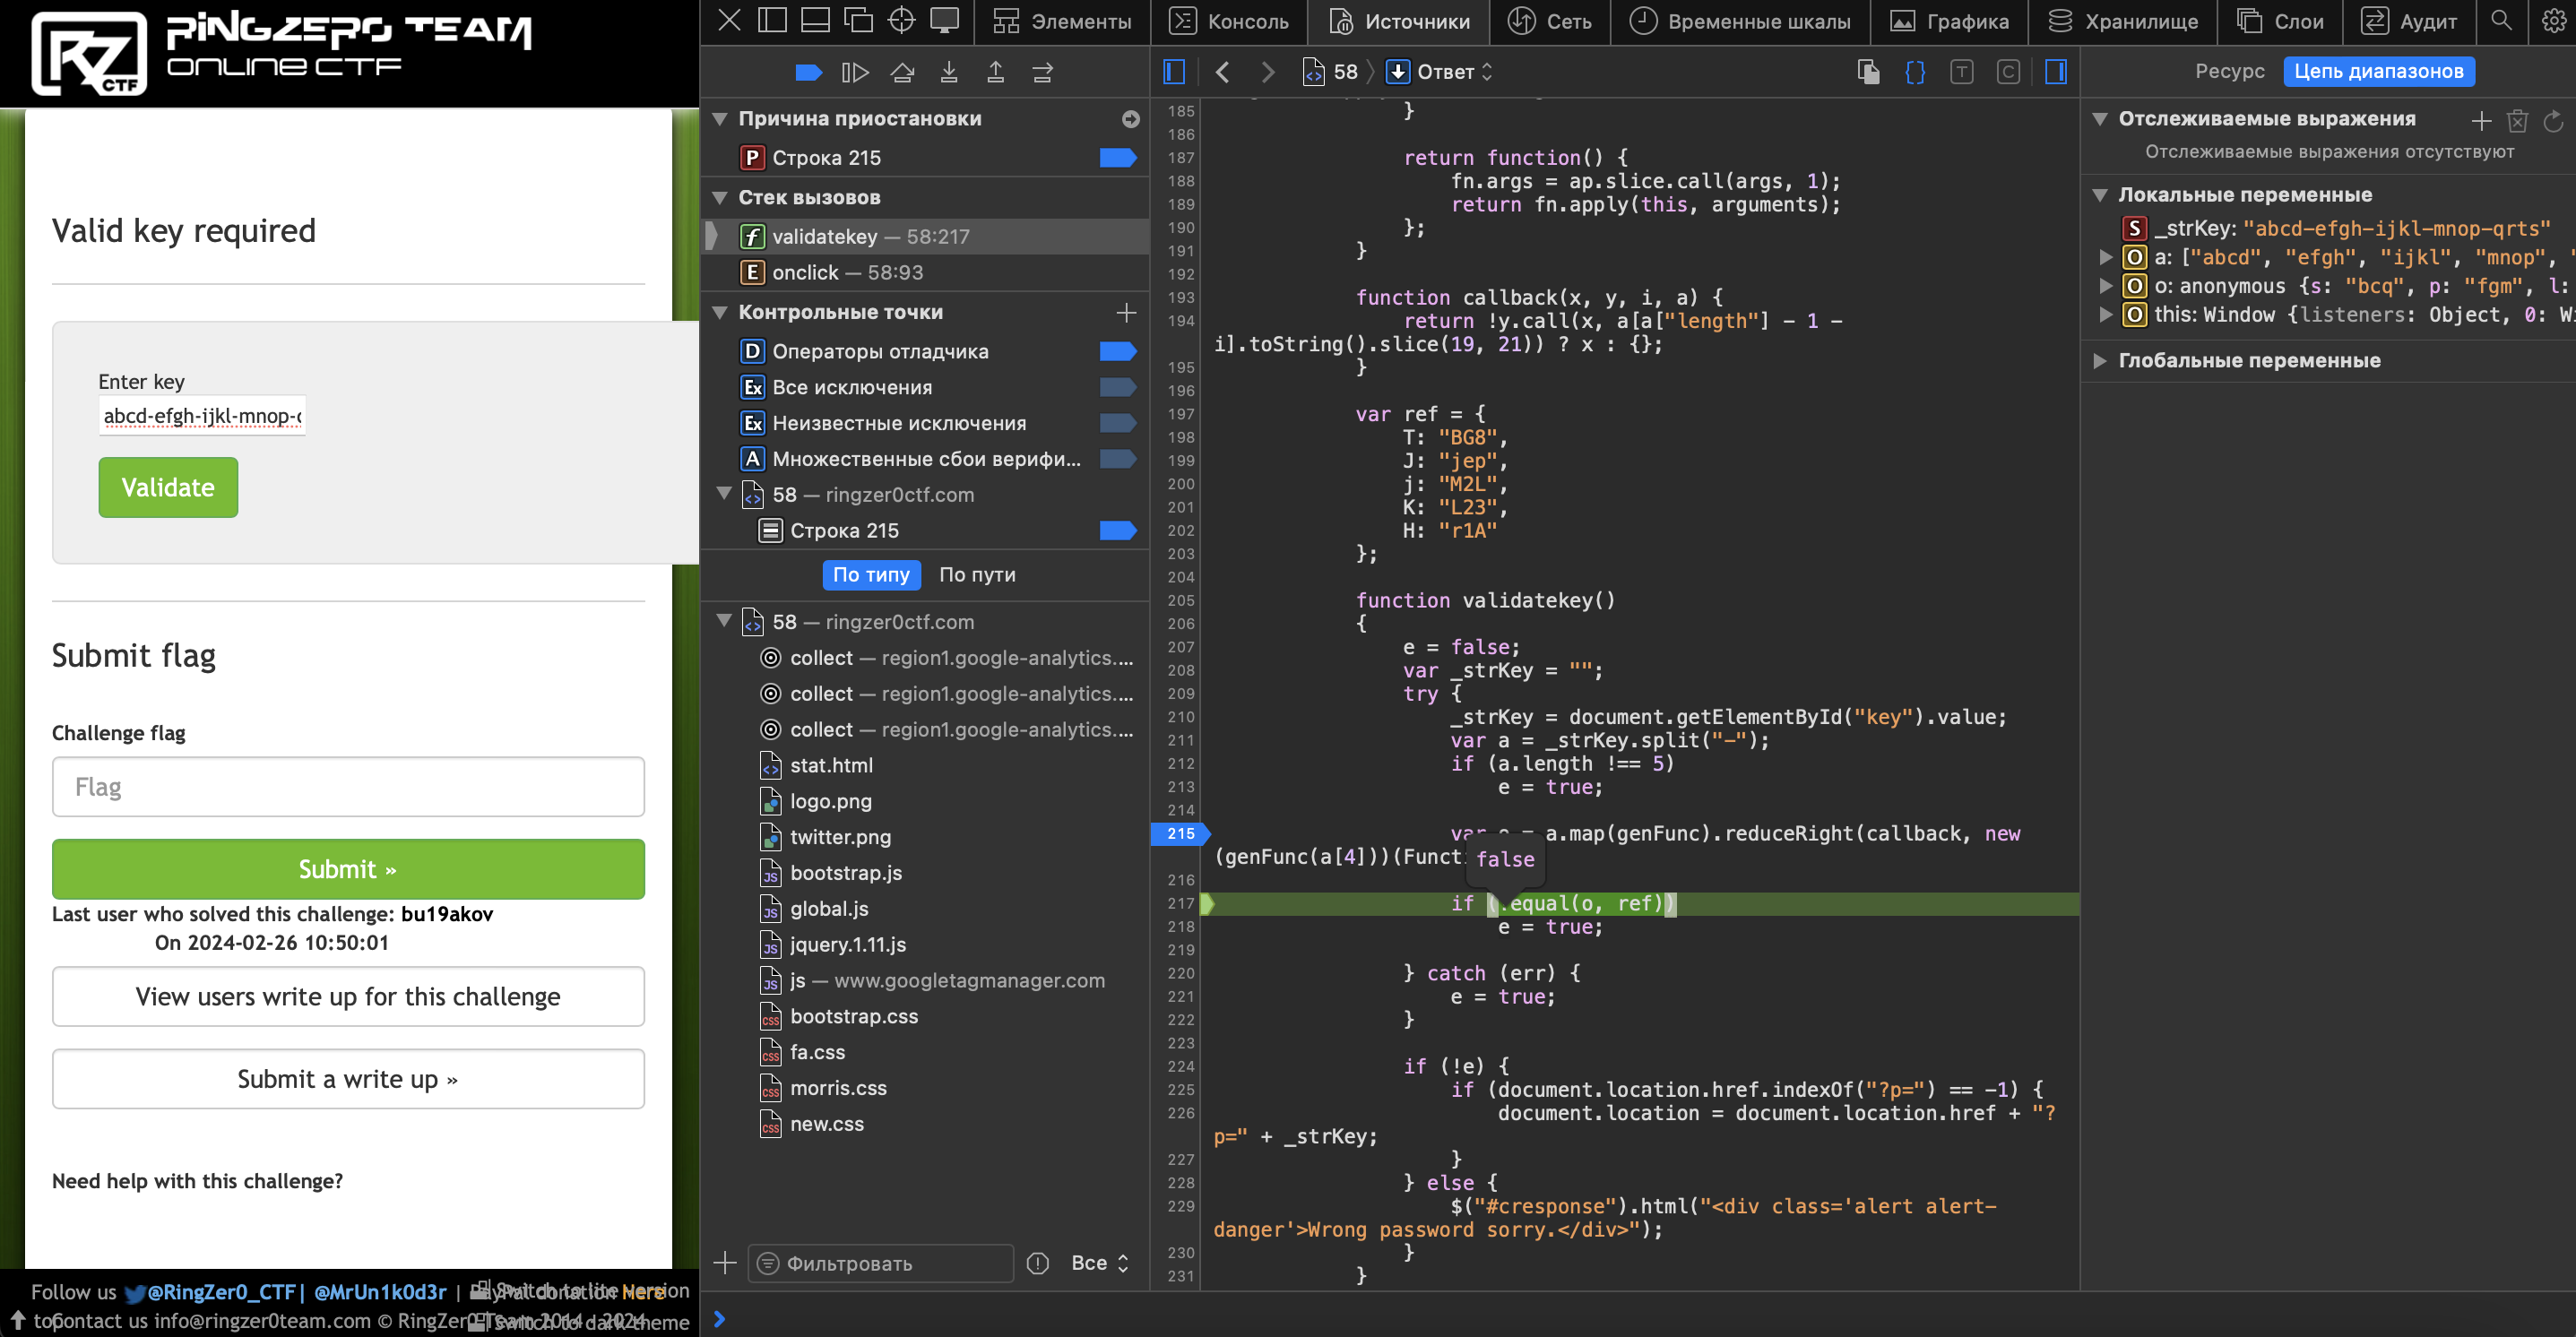 RiNGZER0 TEAM
ONLINE CTF
RZ CTF
Valid key required
Enter key
abcd-efgh-ijkl-mnop-
Validate
Submit flag
Challenge flag
Flag
Submit »
Last user who solved this challenge: bu19akov
On 2024-02-26 10:50:01
View users write up for this challenge
Submit a write up »
Need help with this challenge?
Follow us @RingZer0_CTF | @MrUn1k0d3r | PayPal donation Here
Switch to lite version
top
Contact us info@ringzer0team.com © RingZer0 Team 2014 - 2024
Switch to dark theme
Элементы
Консоль
Источники
Сеть
Временные шкалы
Графика
Хранилище
Слои
Аудит
Причина приостановки
P Строка 215
Стек вызовов
f validatekey — 58:217
E onclick — 58:93
Контрольные точки
D Операторы отладчика
Ex Все исключения
Ex Неизвестные исключения
A Множественные сбои верифи...
58 — ringzer0ctf.com
Строка 215
По типу По пути
58 — ringzer0ctf.com
collect — region1.google-analytics....
collect — region1.google-analytics....
collect — region1.google-analytics....
stat.html
logo.png
twitter.png
bootstrap.js
global.js
jquery.1.11.js
js — www.googletagmanager.com
bootstrap.css
fa.css
morris.css
new.css
Фильтровать
Все
58 Ответ
{} T C
185 }
186
187 return function() {
188 fn.args = ap.slice.call(args, 1);
189 return fn.apply(this, arguments);
190 };
191 }
192
193 function callback(x, y, i, a) {
194 return !y.call(x, a[a["length"] - 1 -
i].toString().slice(19, 21)) ? x : {};
195 }
196
197 var ref = {
198 T: "BG8",
199 J: "jep",
200 j: "M2L",
201 K: "L23",
202 H: "r1A"
203 };
204
205 function validatekey()
206 {
207 e = false;
208 var _strKey = "";
209 try {
210 _strKey = document.getElementById("key").value;
211 var a = _strKey.split("-");
212 if (a.length !== 5)
213 e = true;
214
215 var o = a.map(genFunc).reduceRight(callback, new
(genFunc(a[4]))(Funct
false
216
217 if (!equal(o, ref))
218 e = true;
219
220 } catch (err) {
221 e = true;
222 }
223
224 if (!e) {
225 if (document.location.href.indexOf("?p=") == -1) {
226 document.location = document.location.href + "?
p=" + _strKey;
227 }
228 } else {
229 $("#cresponse").html("<div class='alert alert-
danger'>Wrong password sorry.</div>");
230 }
231 }
Ресурс Цепь диапазонов
Отслеживаемые выражения
Отслеживаемые выражения отсутствуют
Локальные переменные
S _strKey: "abcd-efgh-ijkl-mnop-qrts"
O a: ["abcd", "efgh", "ijkl", "mnop", "
O o: anonymous {s: "bcq", p: "fgm", l:
O this: Window {listeners: Object, 0: Wi
Глобальные переменные